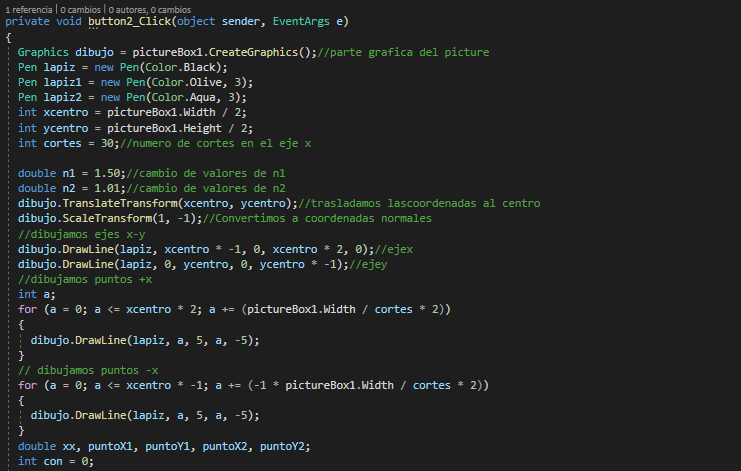 1 referencia | 0 cambios | 0 autores, 0 cambios
private void button2_Click(object sender, EventArgs e)
{
Graphics dibujo = pictureBox1.CreateGraphics();//parte grafica del picture
Pen lapiz = new Pen(Color.Black);
Pen lapiz1 = new Pen(Color.Olive, 3);
Pen lapiz2 = new Pen(Color.Aqua, 3);
int xcentro = pictureBox1.Width / 2;
int ycentro = pictureBox1.Height / 2;
int cortes = 30;//numero de cortes en el eje x
double n1 = 1.50;//cambio de valores de n1
double n2 = 1.01;//cambio de valores de n2
dibujo.TranslateTransform(xcentro, ycentro);//trasladamos lascoordenadas al centro
dibujo.ScaleTransform(1, -1);//Convertimos a coordenadas normales
//dibujamos ejes x-y
dibujo.DrawLine(lapiz, xcentro * -1, 0, xcentro * 2, 0);//ejex
dibujo.DrawLine(lapiz, 0, ycentro, 0, ycentro * -1);//ejey
//dibujamos puntos +x
int a;
for (a = 0; a <= xcentro * 2; a += (pictureBox1.Width / cortes * 2))
{
dibujo.DrawLine(lapiz, a, 5, a, -5);
}
// dibujamos puntos -x
for (a = 0; a <= xcentro * -1; a += (-1 * pictureBox1.Width / cortes * 2))
{
dibujo.DrawLine(lapiz, a, 5, a, -5);
}
double xx, puntoX1, puntoY1, puntoX2, puntoY2;
int con = 0;